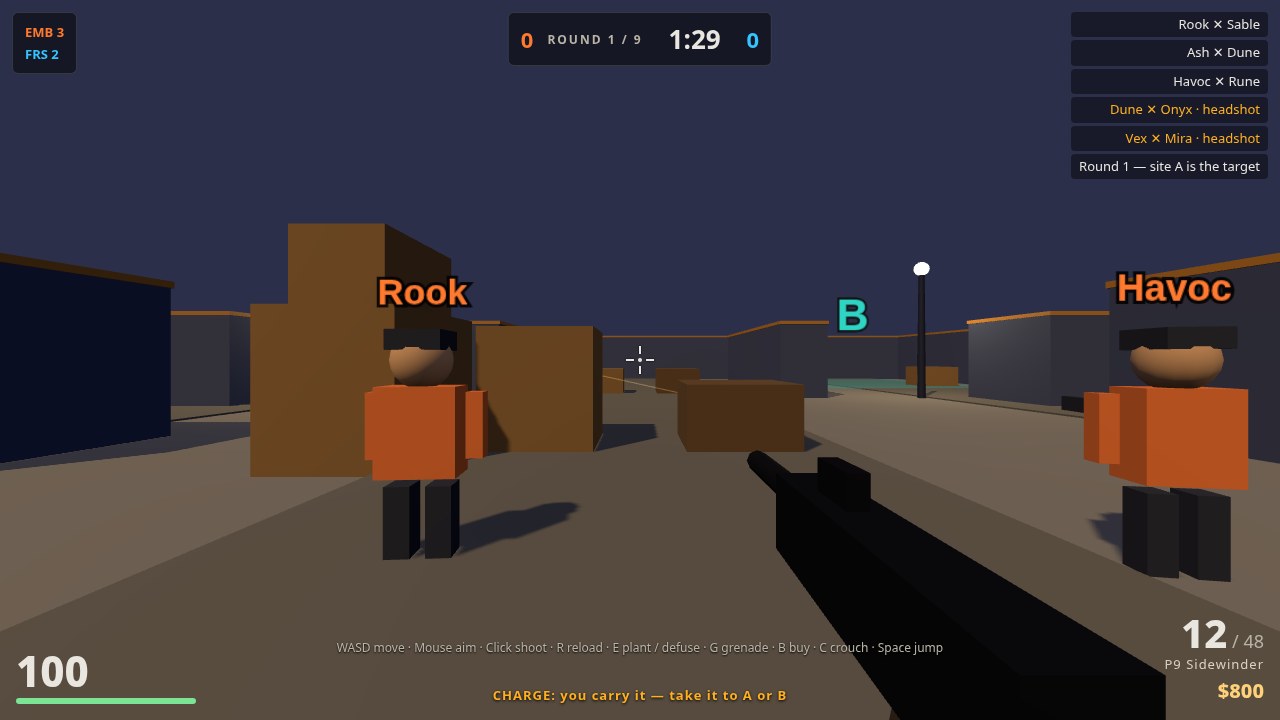 EMB 3
FRS 2
0 ROUND 1 / 9 1:29 0
Rook ✕ Sable
Ash ✕ Dune
Havoc ✕ Rune
Dune ✕ Onyx · headshot
Vex ✕ Mira · headshot
Round 1 — site A is the target
Rook
B
Havoc
WASD move · Mouse aim · Click shoot · R reload · E plant / defuse · G grenade · B buy · C crouch · Space jump
100
CHARGE: you carry it — take it to A or B
12 / 48
P9 Sidewinder
$800